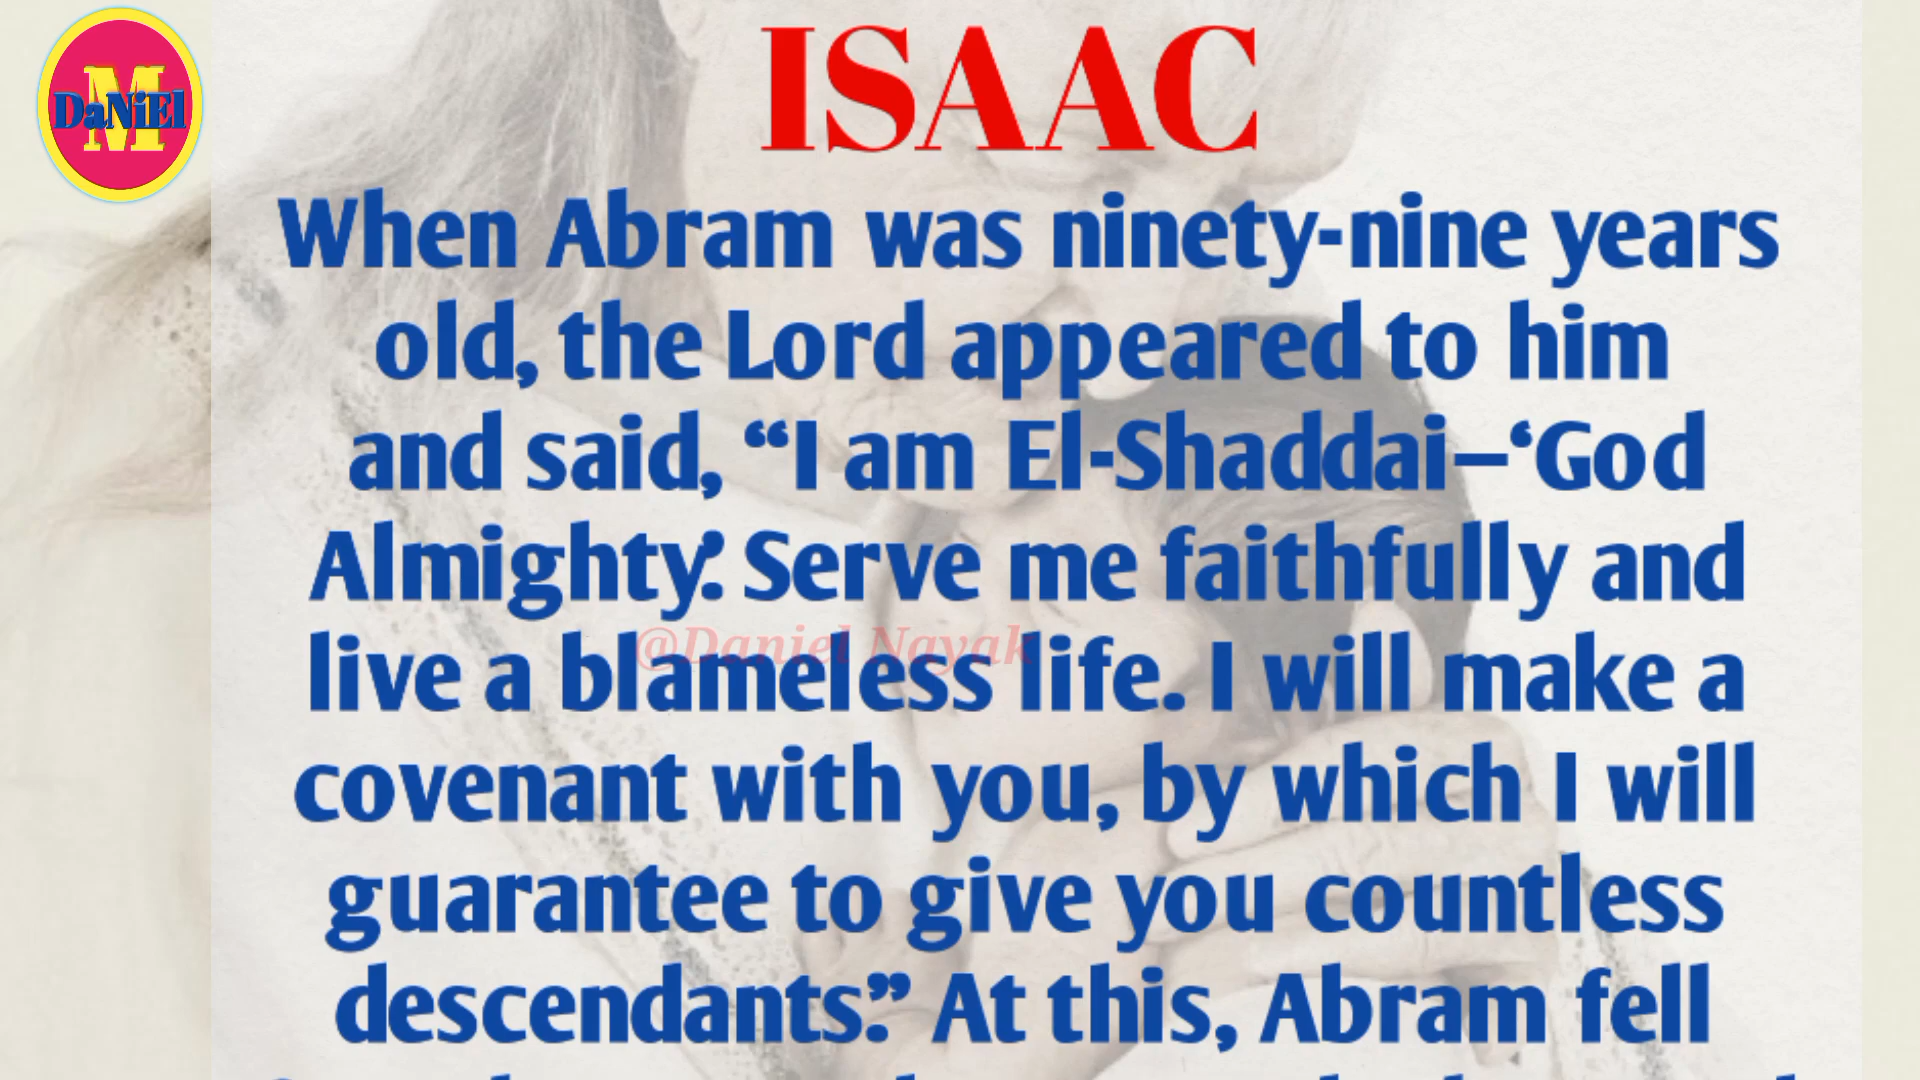 M
DaNiEl
ISAAC
When Abram was ninety-nine years
old, the Lord appeared to him
and said, “I am El-Shaddai—‘God
Almighty.’ Serve me faithfully and
live a blameless life. I will make a
covenant with you, by which I will
guarantee to give you countless
descendants.” At this, Abram fell
@Daniel Nayak